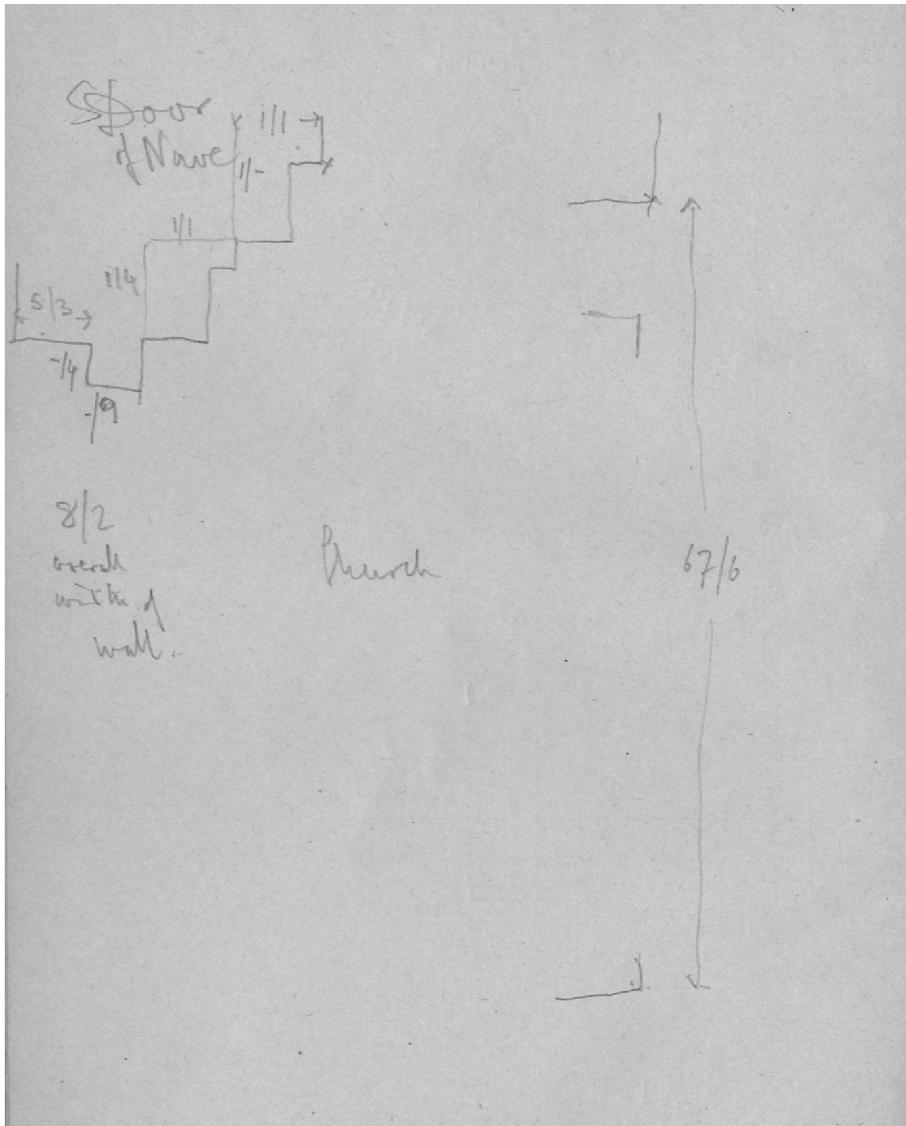 S Door
of Nave
1/1
1/-
1/1
1/4
5/3
-/4
-/9
8/2
overall
width of
wall.
Church
67/6